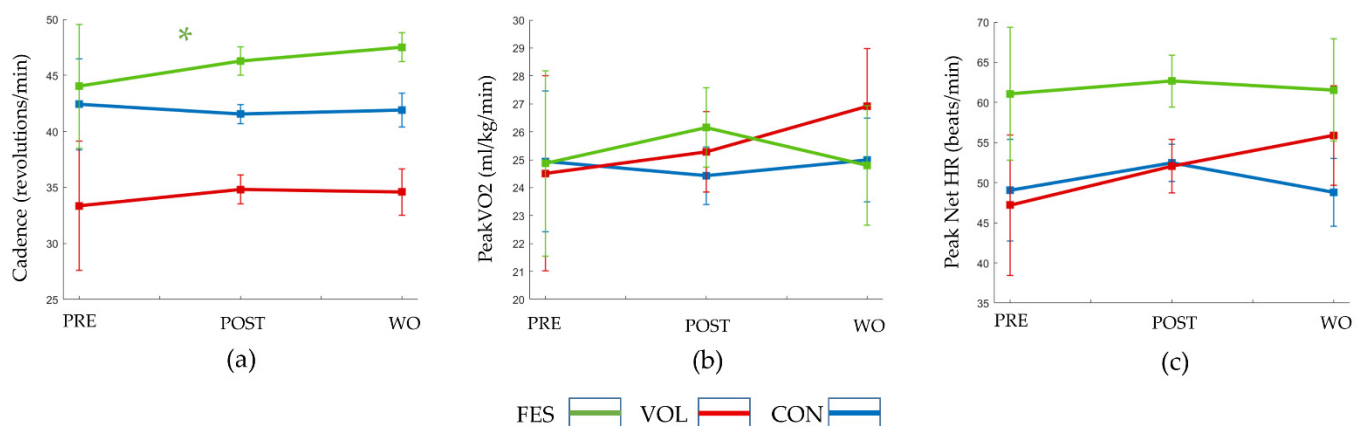 Cadence (revolutions/min)
50
45
40
35
30
25
*
PRE POST WO
(a)
PeakVO2 (ml/kg/min)
30
29
28
27
26
25
24
23
22
21
20
PRE POST WO
(b)
Peak Net HR (beats/min)
70
65
60
55
50
45
40
35
PRE POST WO
(c)
FES VOL CON